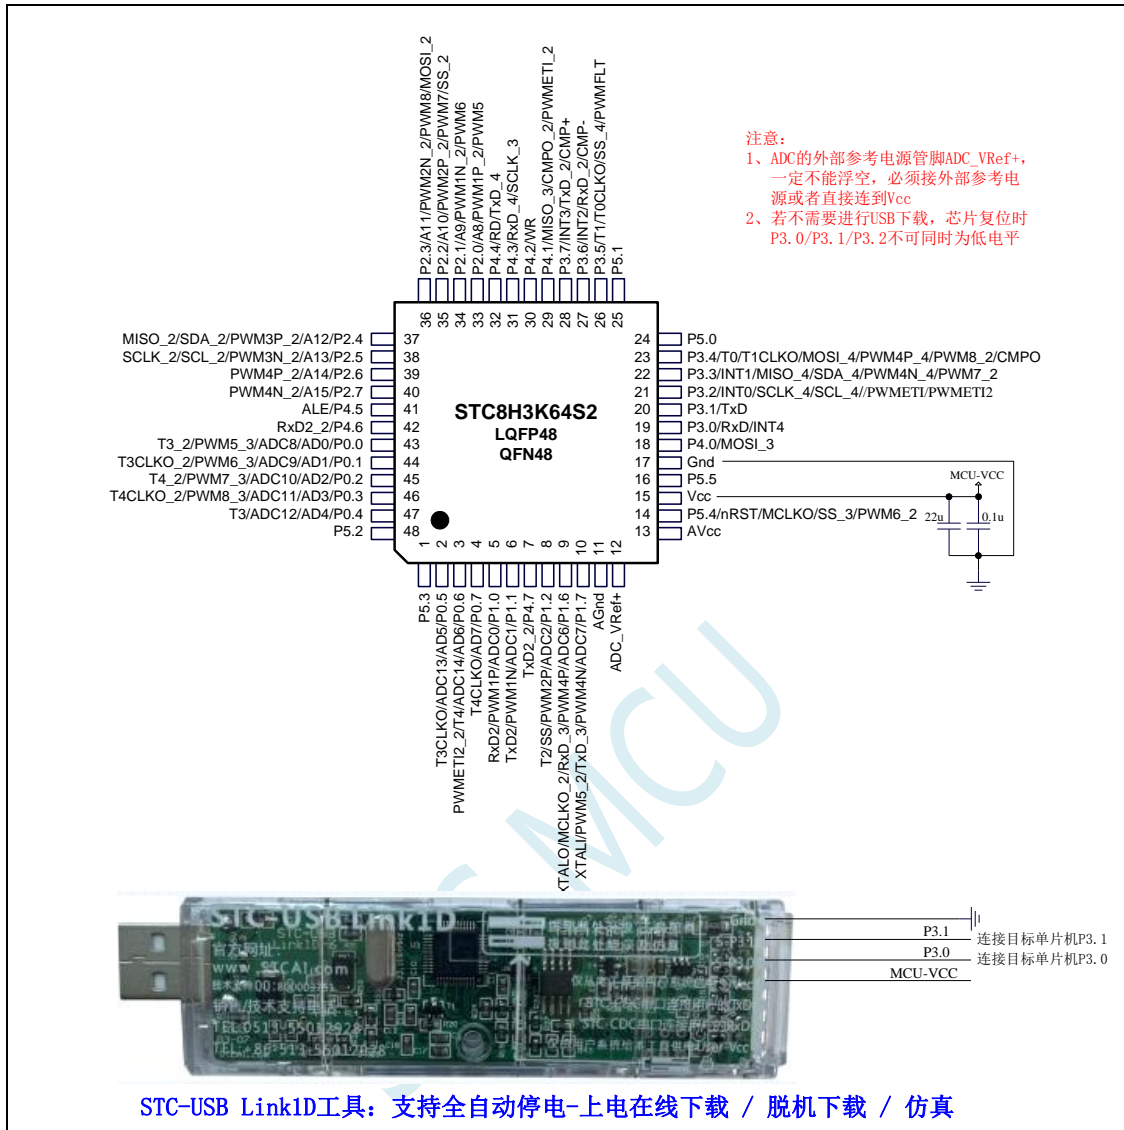 P2.3/A11/PWM2N_2/PWM8/MOSI_2
P2.2/A10/PWM2P_2/PWM7/SS_2
P2.1/A9/PWM1N_2/PWM6
P2.0/A8/PWM1P_2/PWM5
P4.4/RD/TxD_4
P4.3/RxD_4/SCLK_3
P4.2/WR
P4.1/MISO_3/CMPO_2/PWMETI_2
P3.7/INT3/TxD_2/CMP+
P3.6/INT2/RxD_2/CMP-
P3.5/T1/T0CLKO/SS_4/PWMFLT
P5.1
注意:
1、ADC的外部参考电源管脚ADC_VRef+,
一定不能浮空, 必须接外部参考电
源或者直接连到Vcc
2、若不需要进行USB下载, 芯片复位时
P3.0/P3.1/P3.2不可同时为低电平
36 35 34 33 32 31 30 29 28 27 26 25
MISO_2/SDA_2/PWM3P_2/A12/P2.4 37
SCLK_2/SCL_2/PWM3N_2/A13/P2.5 38
PWM4P_2/A14/P2.6 39
PWM4N_2/A15/P2.7 40
ALE/P4.5 41
RxD2_2/P4.6 42
T3_2/PWM5_3/ADC8/AD0/P0.0 43
T3CLKO_2/PWM6_3/ADC9/AD1/P0.1 44
T4_2/PWM7_3/ADC10/AD2/P0.2 45
T4CLKO_2/PWM8_3/ADC11/AD3/P0.3 46
T3/ADC12/AD4/P0.4 47
P5.2 48
STC8H3K64S2
LQFP48
QFN48
24 P5.0
23 P3.4/T0/T1CLKO/MOSI_4/PWM4P_4/PWM8_2/CMPO
22 P3.3/INT1/MISO_4/SDA_4/PWM4N_4/PWM7_2
21 P3.2/INT0/SCLK_4/SCL_4//PWMETI/PWMETI2
20 P3.1/TxD
19 P3.0/RxD/INT4
18 P4.0/MOSI_3
17 Gnd
16 P5.5
15 Vcc
14 P5.4/nRST/MCLKO/SS_3/PWM6_2
13 AVcc
MCU-VCC
22u
0.1u
1 2 3 4 5 6 7 8 9 10 11 12
P5.3
T3CLKO/ADC13/AD5/P0.5
PWMETI2_2/T4/ADC14/AD6/P0.6
T4CLKO/AD7/P0.7
RxD2/PWM1P/ADC0/P1.0
TxD2/PWM1N/ADC1/P1.1
TxD2_2/P4.7
T2/SS/PWM2P/ADC2/P1.2
XTALO/MCLKO_2/RxD_3/PWM4P/ADC6/P1.6
XTALI/PWM5_2/TxD_3/PWM4N/ADC7/P1.7
AGnd
ADC_VRef+
MCU
STC-USB Link1D
官方网址:
TEL:0513-55012928
Gnd
P3.1
P3.0
MCU-VCC
连接目标单片机P3.1
连接目标单片机P3.0
STC-USB Link1D工具: 支持全自动停电-上电在线下载 / 脱机下载 / 仿真